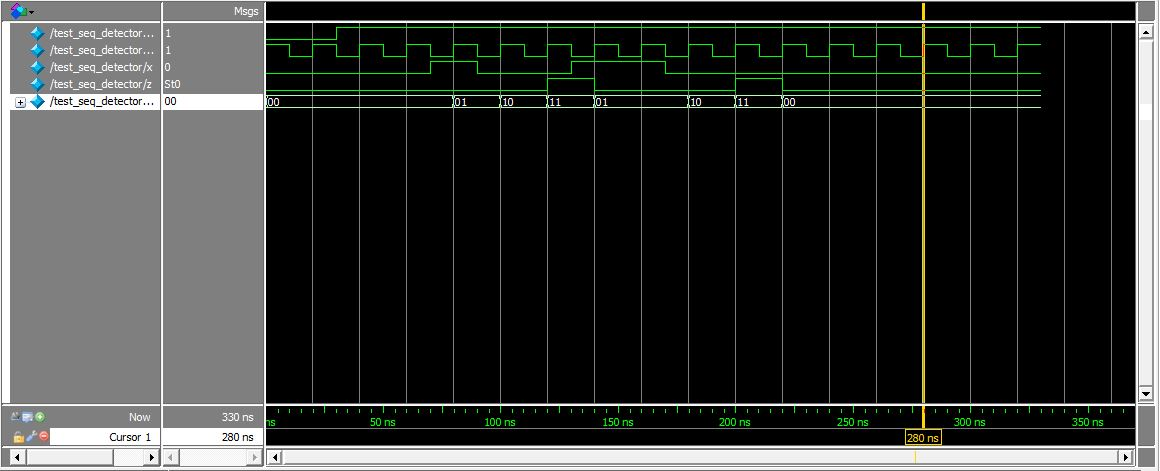 Msgs
/test_seq_detector... 1
/test_seq_detector... 1
/test_seq_detector/x 0
/test_seq_detector/z St0
/test_seq_detector... 00 00 01 10 11 01 10 11 00
Now 330 ns ns 50 ns 100 ns 150 ns 200 ns 250 ns 300 ns 350 ns
Cursor 1 280 ns 280 ns